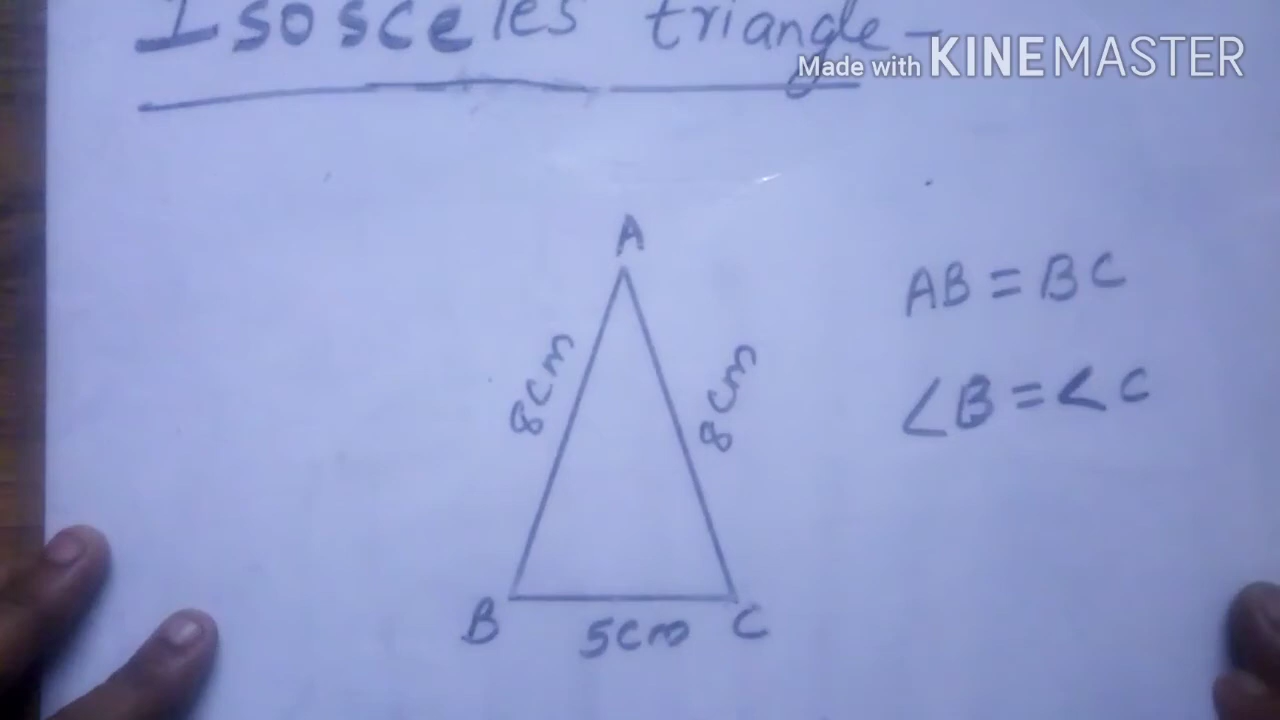 Isosceles triangle -
Made with KINEMASTER
A
AB = BC
8cm
8cm
∠B = ∠C
B
5cm
C